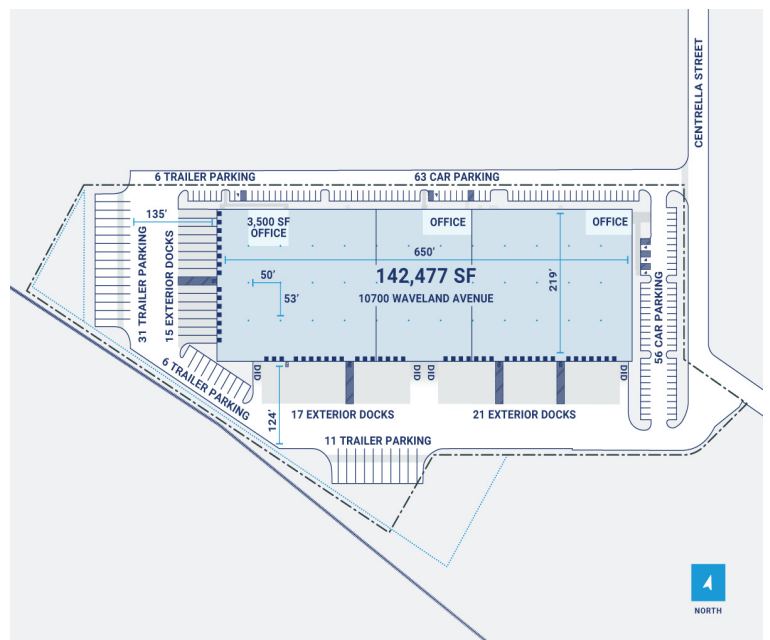 CENTRELLA STREET
6 TRAILER PARKING
63 CAR PARKING
135'
3,500 SF
OFFICE
OFFICE
OFFICE
31 TRAILER PARKING
15 EXTERIOR DOCKS
650'
142,477 SF
10700 WAVELAND AVENUE
219'
50'
53'
56 CAR PARKING
6 TRAILER PARKING
DID
DID
DID
DID
124'
17 EXTERIOR DOCKS
21 EXTERIOR DOCKS
11 TRAILER PARKING
NORTH